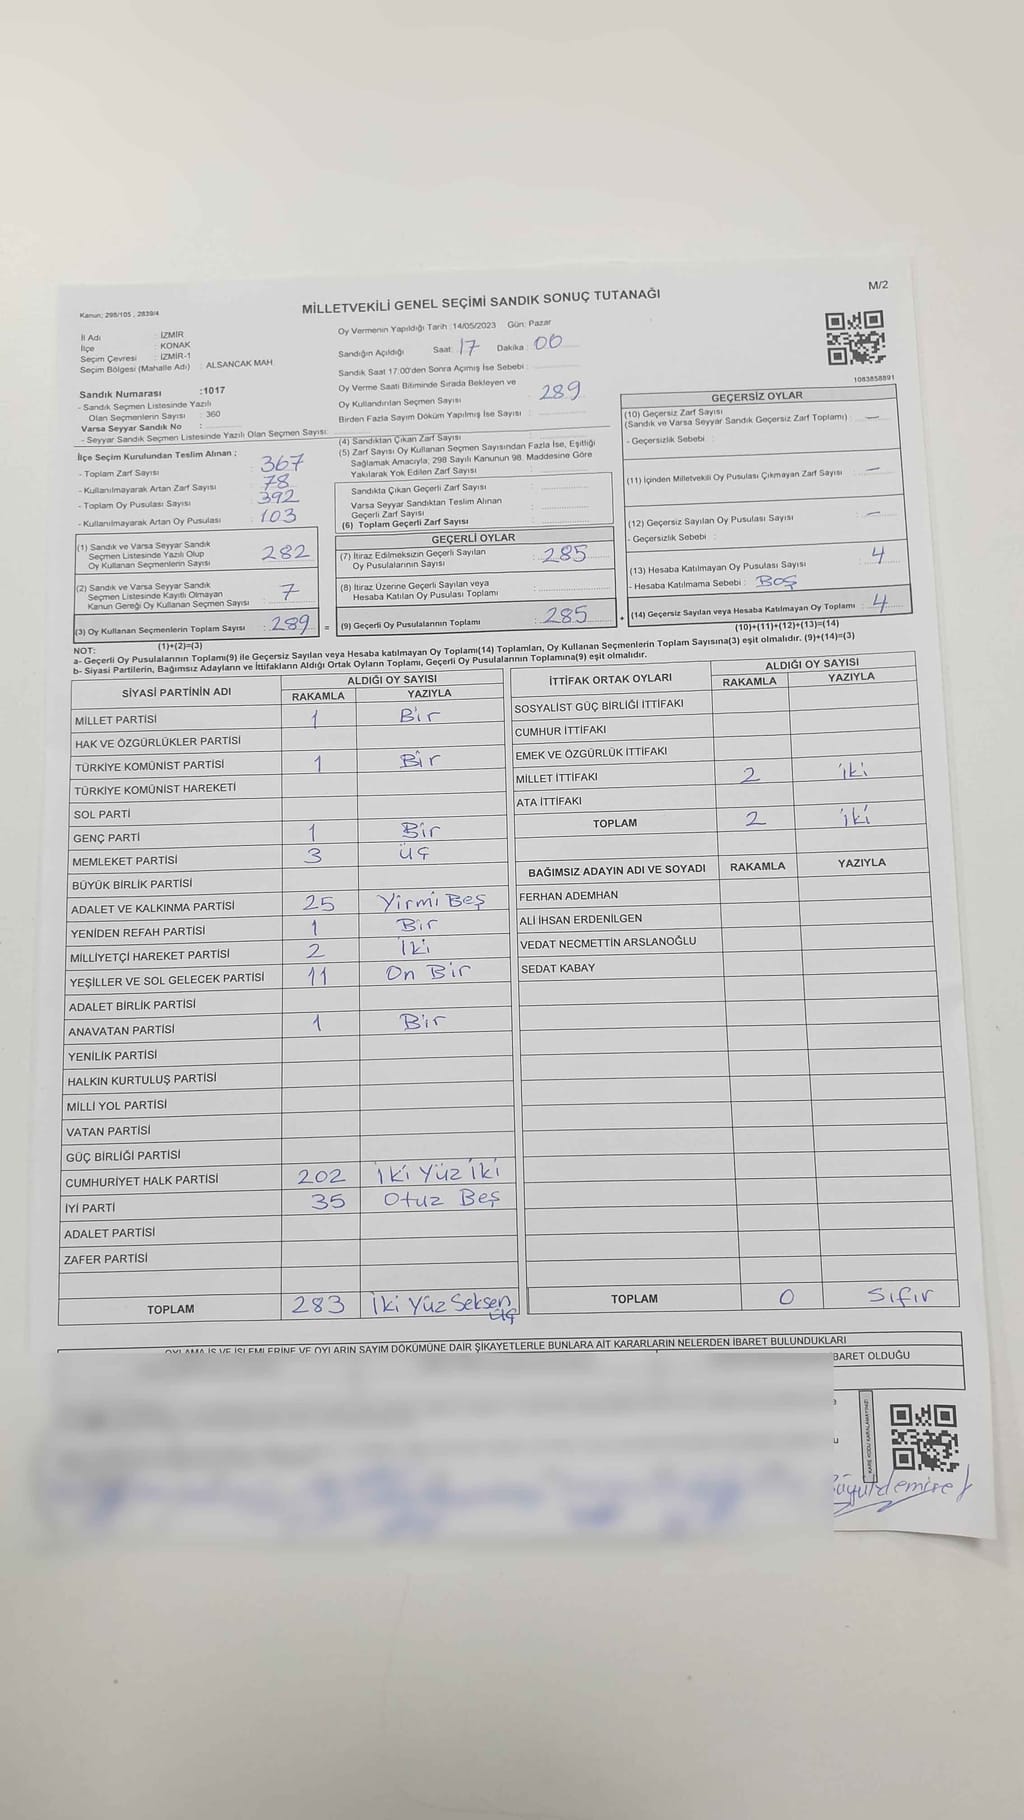 MİLLETVEKİLİ GENEL SEÇİMİ SANDIK SONUÇ TUTANAĞI
M/2
Kanun; 298/105 , 2839/4
İl Adı : İZMİR
İlçe : KONAK
Seçim Çevresi : İZMİR-1
Seçim Bölgesi (Mahalle Adı) : ALSANCAK MAH.
Sandık Numarası :1017
- Sandık Seçmen Listesinde Yazılı
Olan Seçmenlerin Sayısı : 360
Varsa Seyyar Sandık No :
- Seyyar Sandık Seçmen Listesinde Yazılı Olan Seçmen Sayısı:
Oy Vermenin Yapıldığı Tarih :14/05/2023 Gün: Pazar
Sandığın Açıldığı Saat: 17 Dakika : 00
Sandık Saat 17:00'den Sonra Açımış İse Sebebi :
Oy Verme Saati Bitiminde Sırada Bekleyen ve
Oy Kullandırılan Seçmen Sayısı : 289
Birden Fazla Sayım Döküm Yapılmış İse Sayısı :
1083858891
İlçe Seçim Kurulundan Teslim Alınan ;
- Toplam Zarf Sayısı : 367
- Kullanılmayarak Artan Zarf Sayısı : 78
- Toplam Oy Pusulası Sayısı : 392
- Kullanılmayarak Artan Oy Pusulası : 103
(1) Sandık ve Varsa Seyyar Sandık
Seçmen Listesinde Yazılı Olup
Oy Kullanan Seçmenlerin Sayısı : 282
(2) Sandık ve Varsa Seyyar Sandık
Seçmen Listesinde Kayıtlı Olmayan
Kanun Gereği Oy Kullanan Seçmen Sayısı : 7
(3) Oy Kullanan Seçmenlerin Toplam Sayısı : 289 =
(1)+(2)=(3)
(4) Sandıktan Çıkan Zarf Sayısı :
(5) Zarf Sayısı Oy Kullanan Seçmen Sayısından Fazla İse, Eşitliği
Sağlamak Amacıyla, 298 Sayılı Kanunun 98. Maddesine Göre
Yakılarak Yok Edilen Zarf Sayısı :
Sandıkta Çıkan Geçerli Zarf Sayısı :
Varsa Seyyar Sandıktan Teslim Alınan
Geçerli Zarf Sayısı :
(6) Toplam Geçerli Zarf Sayısı :
GEÇERLİ OYLAR
(7) İtiraz Edilmeksizin Geçerli Sayılan
Oy Pusulalarının Sayısı : 285
(8) İtiraz Üzerine Geçerli Sayılan veya
Hesaba Katılan Oy Pusulası Toplamı :
(9) Geçerli Oy Pusulalarının Toplamı : 285 +
GEÇERSİZ OYLAR
(10) Geçersiz Zarf Sayısı
(Sandık ve Varsa Seyyar Sandık Geçersiz Zarf Toplamı) : —
- Geçersizlik Sebebi :
(11) İçinden Milletvekili Oy Pusulası Çıkmayan Zarf Sayısı : —
(12) Geçersiz Sayılan Oy Pusulası Sayısı : —
- Geçersizlik Sebebi :
(13) Hesaba Katılmayan Oy Pusulası Sayısı : 4
- Hesaba Katılmama Sebebi : Boş
(14) Geçersiz Sayılan veya Hesaba Katılmayan Oy Toplamı : 4
(10)+(11)+(12)+(13)=(14)
NOT:
a- Geçerli Oy Pusulalarının Toplamı(9) ile Geçersiz Sayılan veya Hesaba katılmayan Oy Toplamı(14) Toplamları, Oy Kullanan Seçmenlerin Toplam Sayısına(3) eşit olmalıdır. (9)+(14)=(3)
b- Siyasi Partilerin, Bağımsız Adayların ve İttifakların Aldığı Ortak Oyların Toplamı, Geçerli Oy Pusulalarının Toplamına(9) eşit olmalıdır.
SİYASİ PARTİNİN ADI ALDIĞI OY SAYISI
RAKAMLA YAZIYLA
MİLLET PARTİSİ 1 Bir
HAK VE ÖZGÜRLÜKLER PARTİSİ
TÜRKİYE KOMÜNİST PARTİSİ 1 Bir
TÜRKİYE KOMÜNİST HAREKETİ
SOL PARTİ
GENÇ PARTİ 1 Bir
MEMLEKET PARTİSİ 3 üç
BÜYÜK BİRLİK PARTİSİ
ADALET VE KALKINMA PARTİSİ 25 Yirmi Beş
YENİDEN REFAH PARTİSİ 1 Bir
MİLLİYETÇİ HAREKET PARTİSİ 2 İki
YEŞİLLER VE SOL GELECEK PARTİSİ 11 On Bir
ADALET BİRLİK PARTİSİ
ANAVATAN PARTİSİ 1 Bir
YENİLİK PARTİSİ
HALKIN KURTULUŞ PARTİSİ
MİLLİ YOL PARTİSİ
VATAN PARTİSİ
GÜÇ BİRLİĞİ PARTİSİ
CUMHURİYET HALK PARTİSİ 202 İki Yüz İki
İYİ PARTİ 35 Otuz Beş
ADALET PARTİSİ
ZAFER PARTİSİ
TOPLAM 283 İki Yüz Seksen
üç
İTTİFAK ORTAK OYLARI ALDIĞI OY SAYISI
RAKAMLA YAZIYLA
SOSYALİST GÜÇ BİRLİĞİ İTTİFAKI
CUMHUR İTTİFAKI
EMEK VE ÖZGÜRLÜK İTTİFAKI
MİLLET İTTİFAKI 2 iki
ATA İTTİFAKI
TOPLAM 2 iki
BAĞIMSIZ ADAYIN ADI VE SOYADI RAKAMLA YAZIYLA
FERHAN ADEMHAN
ALİ İHSAN ERDENİLGEN
VEDAT NECMETTİN ARSLANOĞLU
SEDAT KABAY
TOPLAM 0 Sıfır
OYLAMA İŞ VE İŞLEMLERİNE VE OYLARIN SAYIM DÖKÜMÜNE DAİR ŞİKAYETLERLE BUNLARA AİT KARARLARIN NELERDEN İBARET BULUNDUKLARI
BARET OLDUĞU
KARE KODU KARALAMAYINIZ!